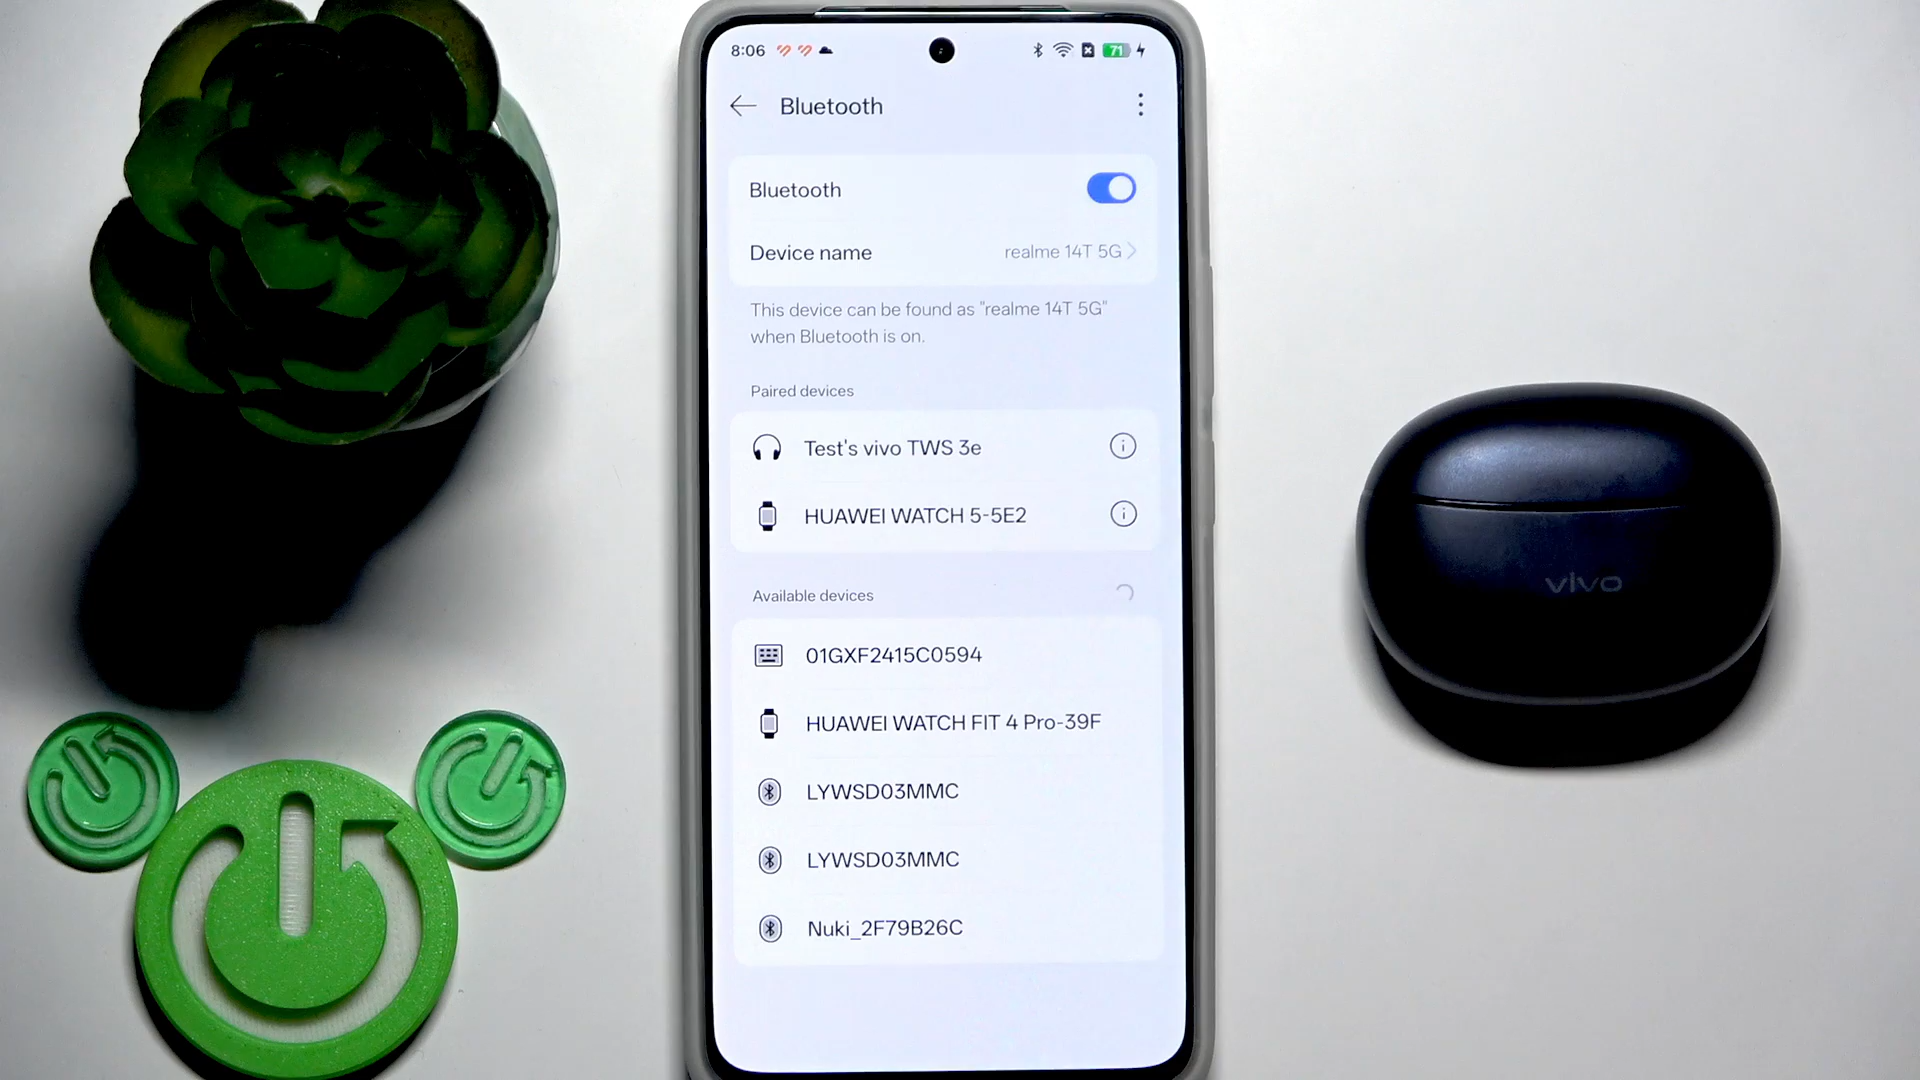 8:06
71
Bluetooth
Bluetooth
Device name
realme 14T 5G
This device can be found as "realme 14T 5G"
when Bluetooth is on.
Paired devices
Test's vivo TWS 3e
HUAWEI WATCH 5-5E2
Available devices
01GXF2415C0594
HUAWEI WATCH FIT 4 Pro-39F
LYWSD03MMC
LYWSD03MMC
Nuki_2F79B26C
vivo